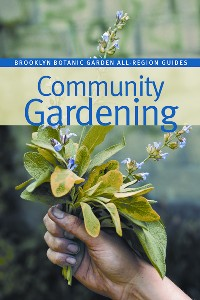 BROOKLYN BOTANIC GARDEN ALL-REGION GUIDES
Community
Gardening